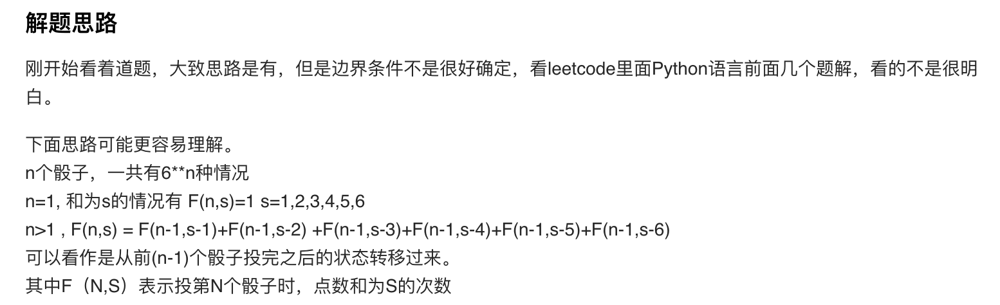 解题思路
刚开始看着道题，大致思路是有，但是边界条件不是很好确定，看leetcode里面Python语言前面几个题解，看的不是很明
白。
下面思路可能更容易理解。
n个骰子，一共有6**n种情况
n=1, 和为s的情况有 F(n,s)=1 s=1,2,3,4,5,6
n>1 , F(n,s) = F(n-1,s-1)+F(n-1,s-2) +F(n-1,s-3)+F(n-1,s-4)+F(n-1,s-5)+F(n-1,s-6)
可以看作是从前(n-1)个骰子投完之后的状态转移过来。
其中F（N,S）表示投第N个骰子时，点数和为S的次数